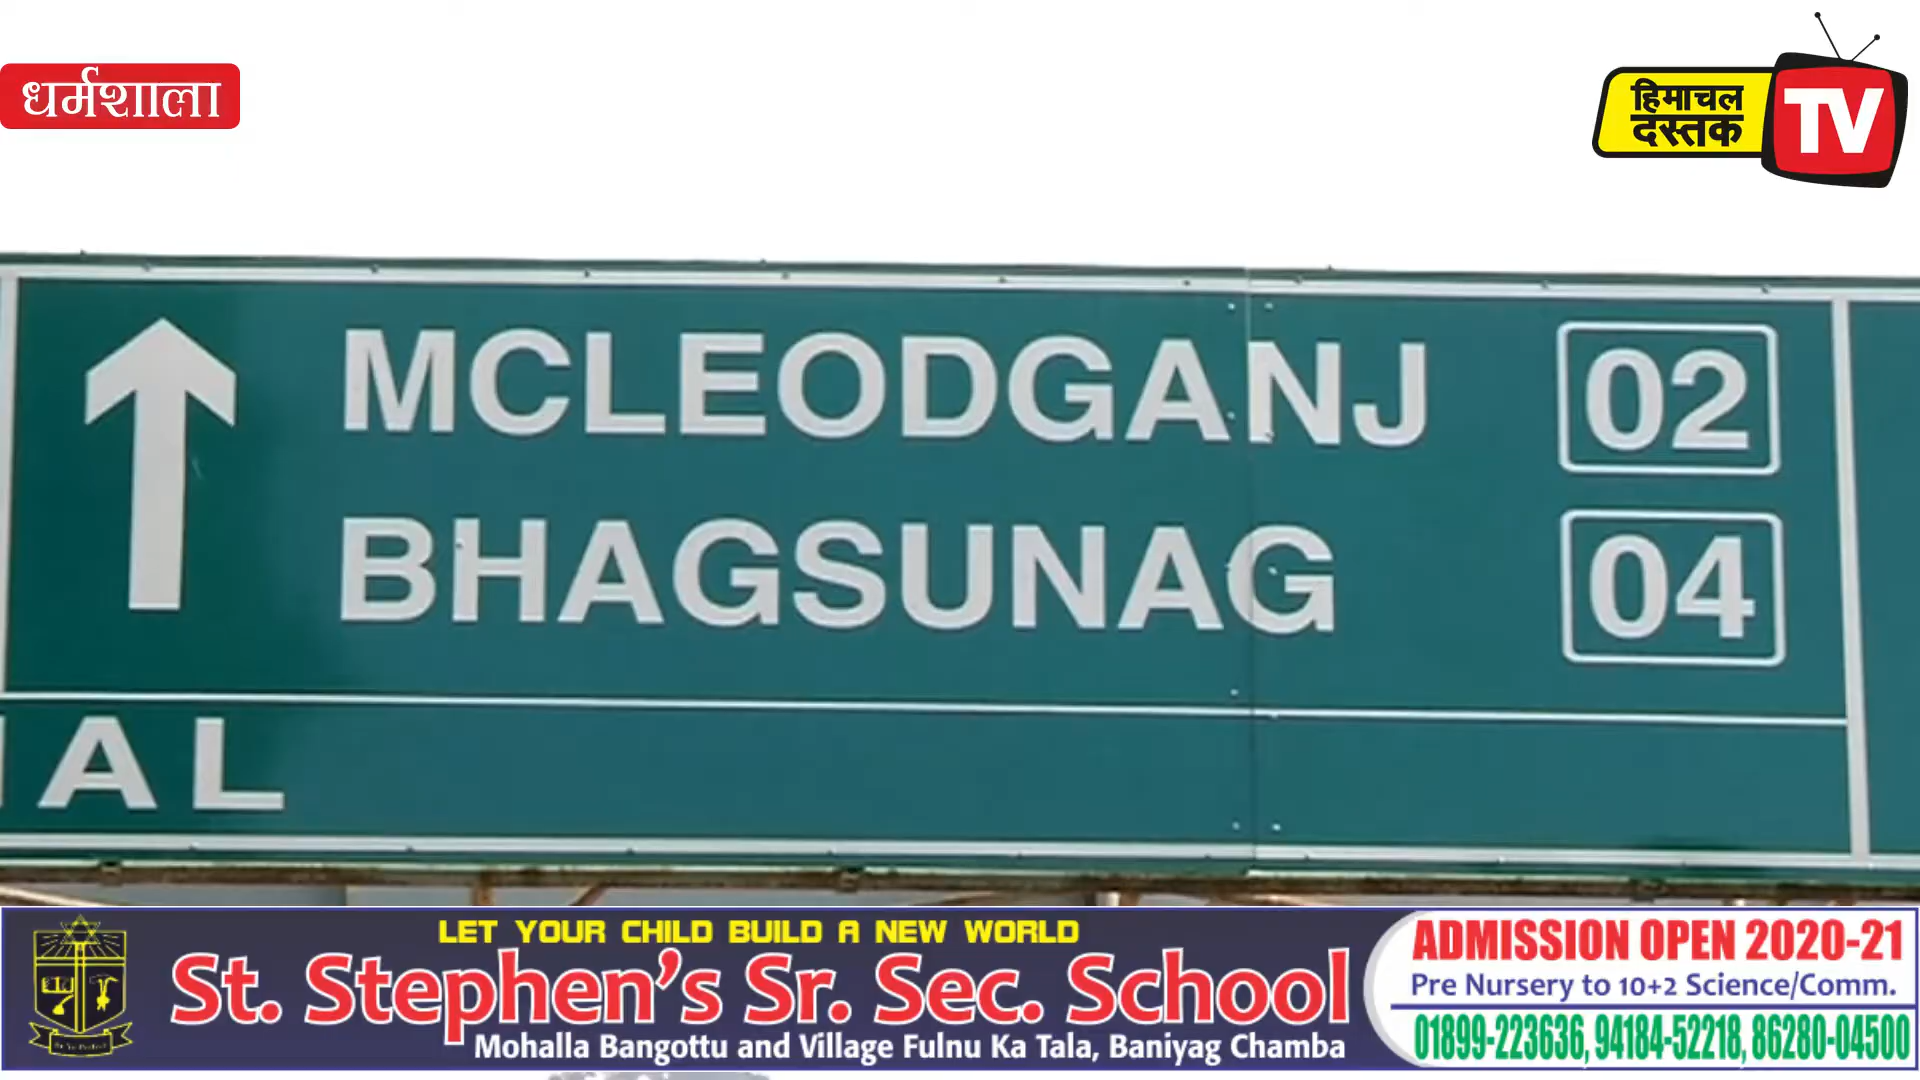 धर्मशाला
हिमाचल
दस्तक
TV
MCLEODGANJ 02
BHAGSUNAG 04
AL
LET YOUR CHILD BUILD A NEW WORLD
St. Stephen's Sr. Sec. School
Mohalla Bangottu and Village Fulnu Ka Tala, Baniyag Chamba
ADMISSION OPEN 2020-21
Pre Nursery to 10+2 Science/Comm.
01899-223636, 94184-52218, 86280-04500